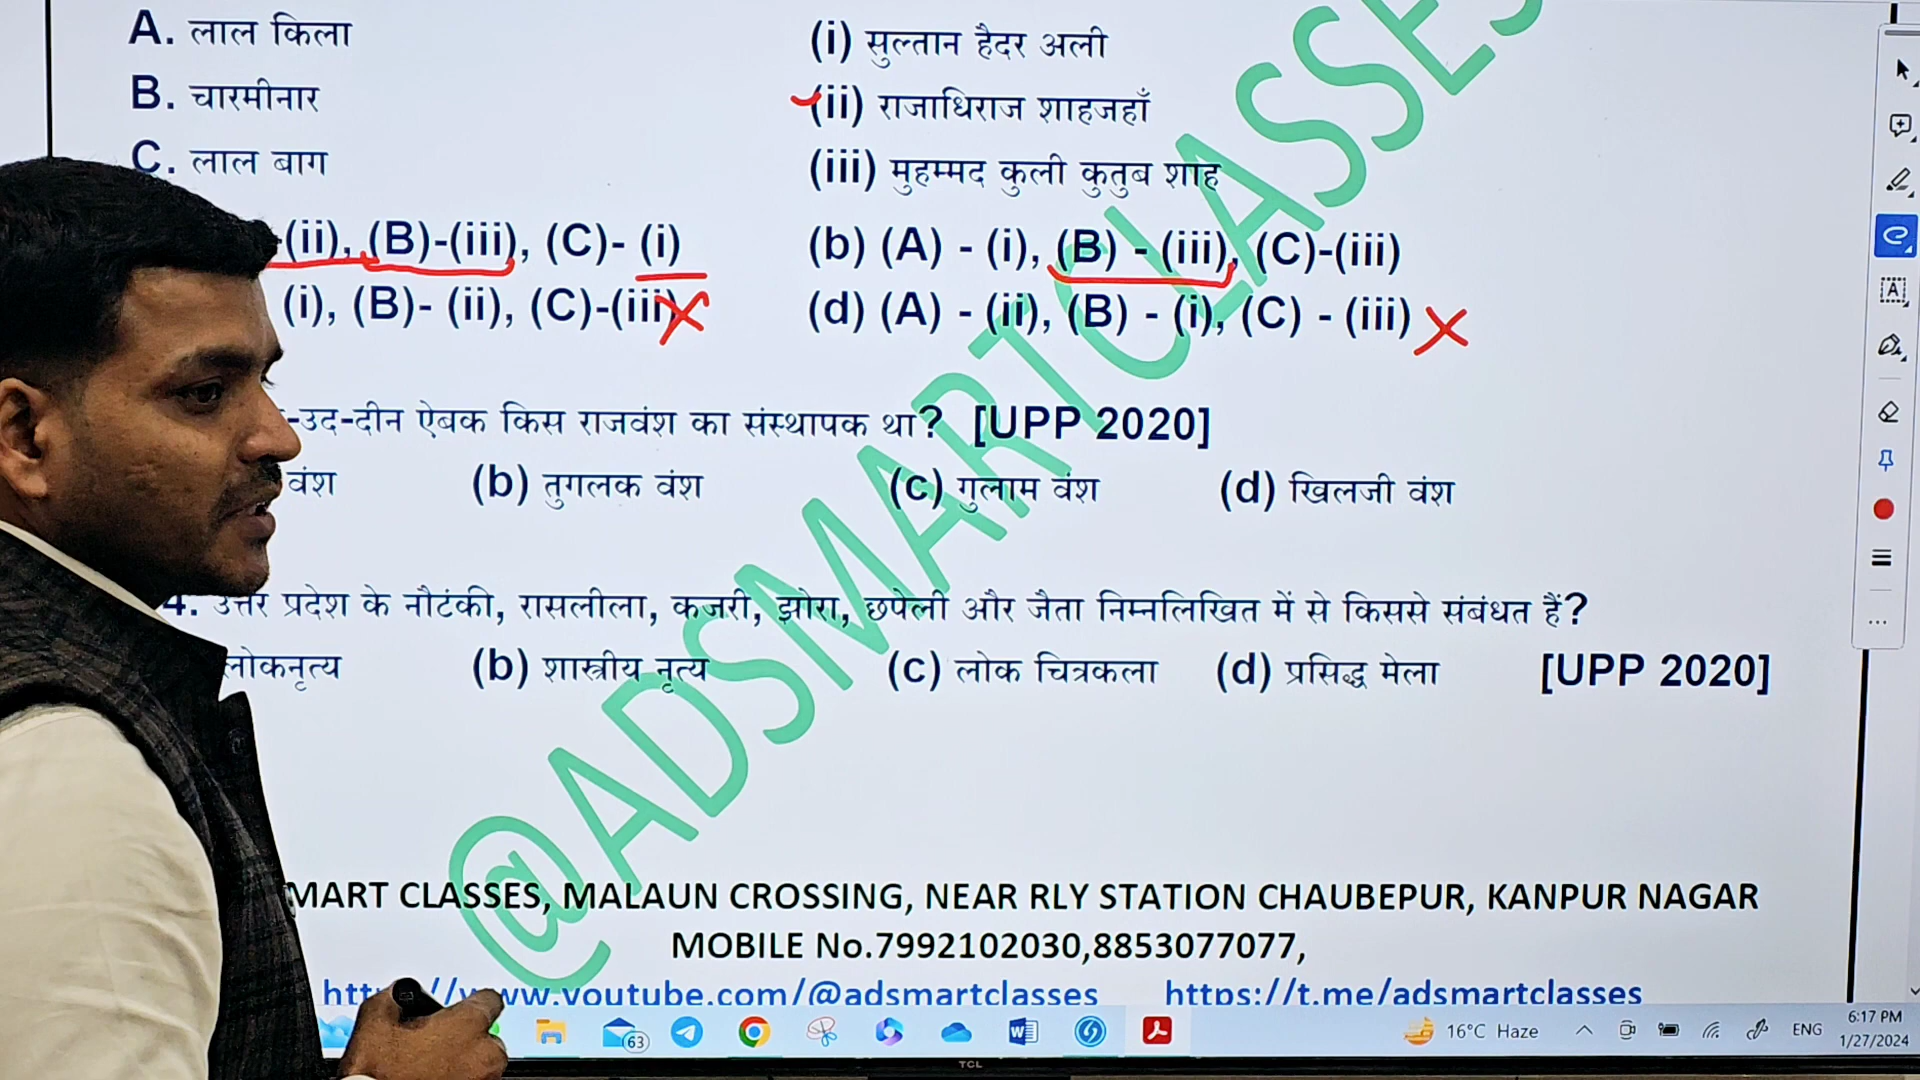 A. लाल किला (i) सुल्तान हैदर अली
B. चारमीनार (ii) राजाधिराज शाहजहाँ
C. लाल बाग (iii) मुहम्मद कुली कुतुब शाह
-(ii), (B)-(iii), (C)- (i) (b) (A) - (i), (B) - (iii), (C)-(iii)
(i), (B)- (ii), (C)-(iii) (d) (A) - (ii), (B) - (i), (C) - (iii)
-उद-दीन ऐबक किस राजवंश का संस्थापक था? [UPP 2020]
वंश (b) तुगलक वंश (c) गुलाम वंश (d) खिलजी वंश
4. उत्तर प्रदेश के नौटंकी, रासलीला, कजरी, झोरा, छपेली और जैता निम्नलिखित में से किससे संबंधत हैं?
लोकनृत्य (b) शास्त्रीय नृत्य (c) लोक चित्रकला (d) प्रसिद्ध मेला [UPP 2020]
@ADSMARTCLASSES
MART CLASSES, MALAUN CROSSING, NEAR RLY STATION CHAUBEPUR, KANPUR NAGAR
MOBILE No.7992102030,8853077077,
www.youtube.com/@adsmartclasses https://t.me/adsmartclasses
63 16°C Haze ENG 6:17 PM
1/27/2024
TCL